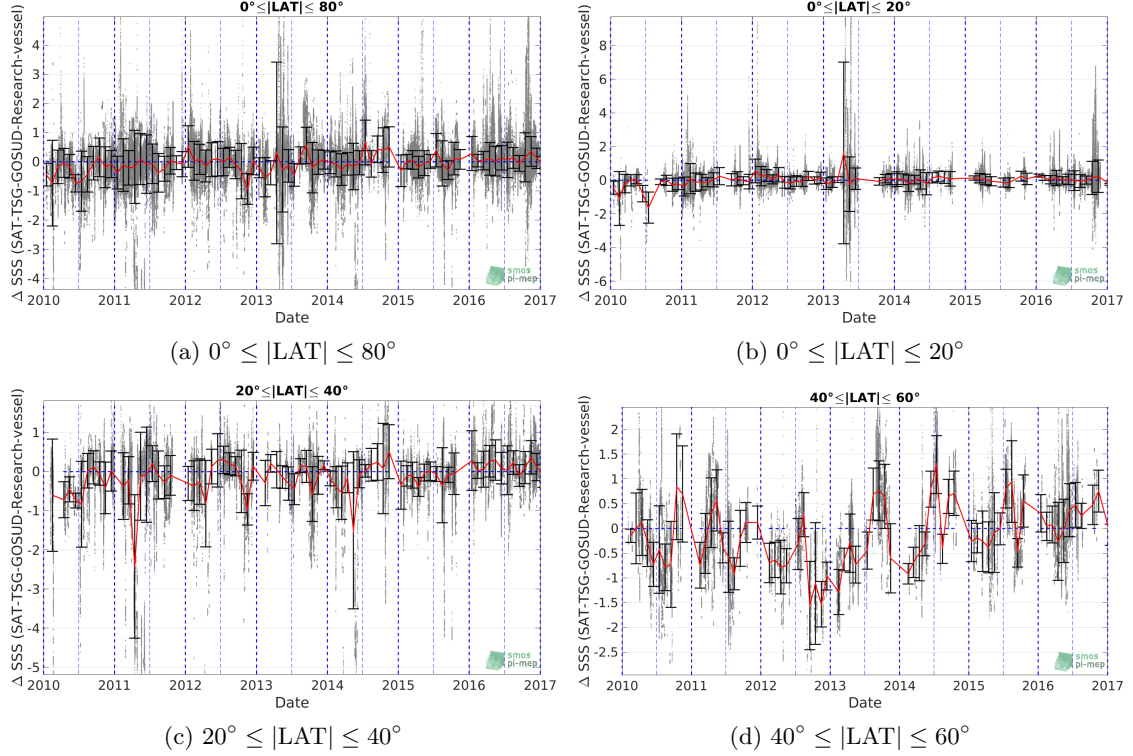 0°≤|LAT|≤ 80°
Δ SSS (SAT-TSG-GOSUD-Research-vessel)
5
4
3
2
1
0
-1
-2
-3
-4
smos
pi-mep
2010 2011 2012 2013 2014 2015 2016 2017
Date
(a) 0° ≤ |LAT| ≤ 80°
0°≤|LAT|≤ 20°
Δ SSS (SAT-TSG-GOSUD-Research-vessel)
8
6
4
2
0
-2
-4
-6
smos
pi-mep
2010 2011 2012 2013 2014 2015 2016 2017
Date
(b) 0° ≤ |LAT| ≤ 20°
20°≤|LAT|≤ 40°
Δ SSS (SAT-TSG-GOSUD-Research-vessel)
1
0
-1
-2
-3
-4
-5
smos
pi-mep
2010 2011 2012 2013 2014 2015 2016 2017
Date
(c) 20° ≤ |LAT| ≤ 40°
40°≤|LAT|≤ 60°
Δ SSS (SAT-TSG-GOSUD-Research-vessel)
2
1.5
1
0.5
0
-0.5
-1
-1.5
-2
-2.5
smos
pi-mep
2010 2011 2012 2013 2014 2015 2016 2017
Date
(d) 40° ≤ |LAT| ≤ 60°